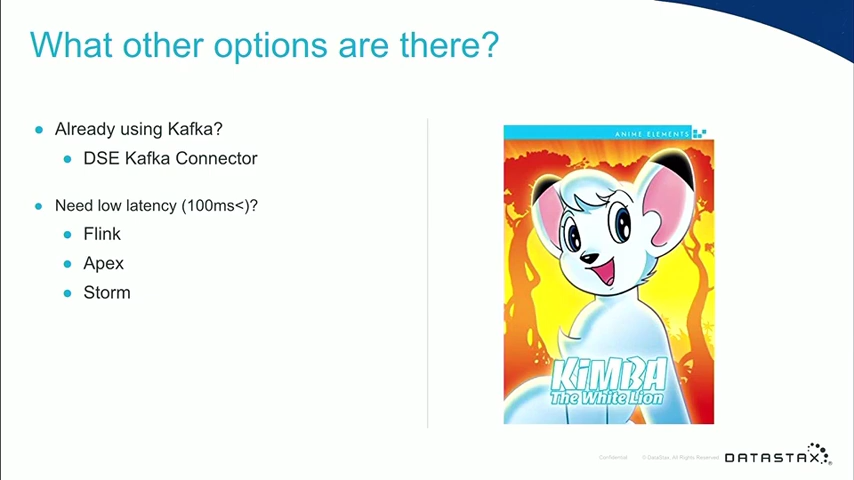 What other options are there?
Already using Kafka?
DSE Kafka Connector
Need low latency (100ms<)?
Flink
Apex
Storm
ANIME ELEMENTS
KiMBA
The White Lion
Confidential
© DataStax. All Rights Reserved.
DATASTAX